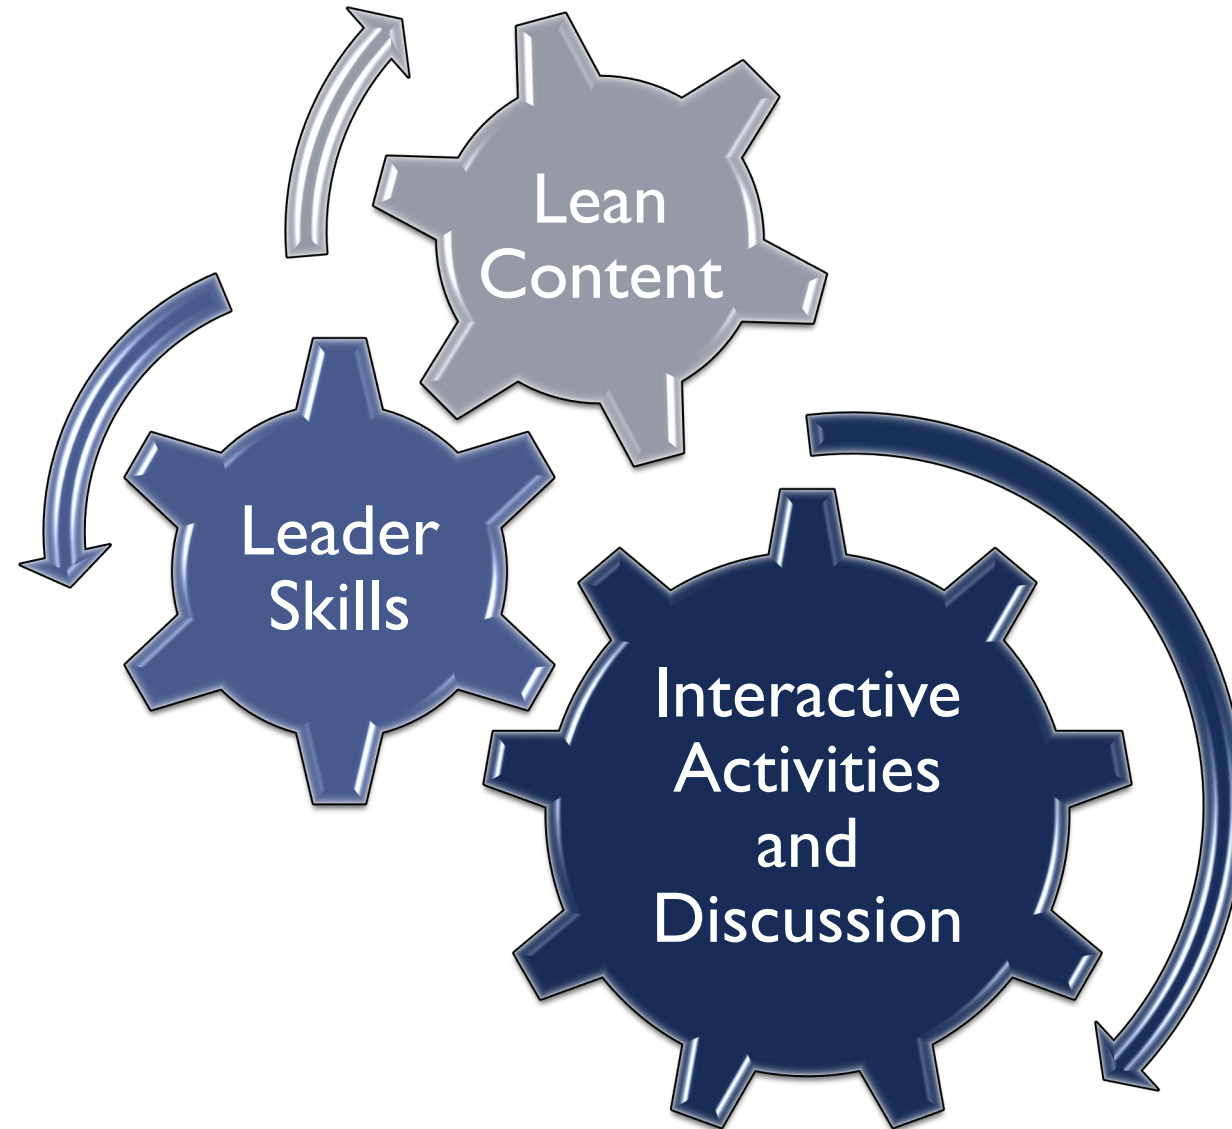 Lean
Content
Leader
Skills
Interactive
Activities
and
Discussion